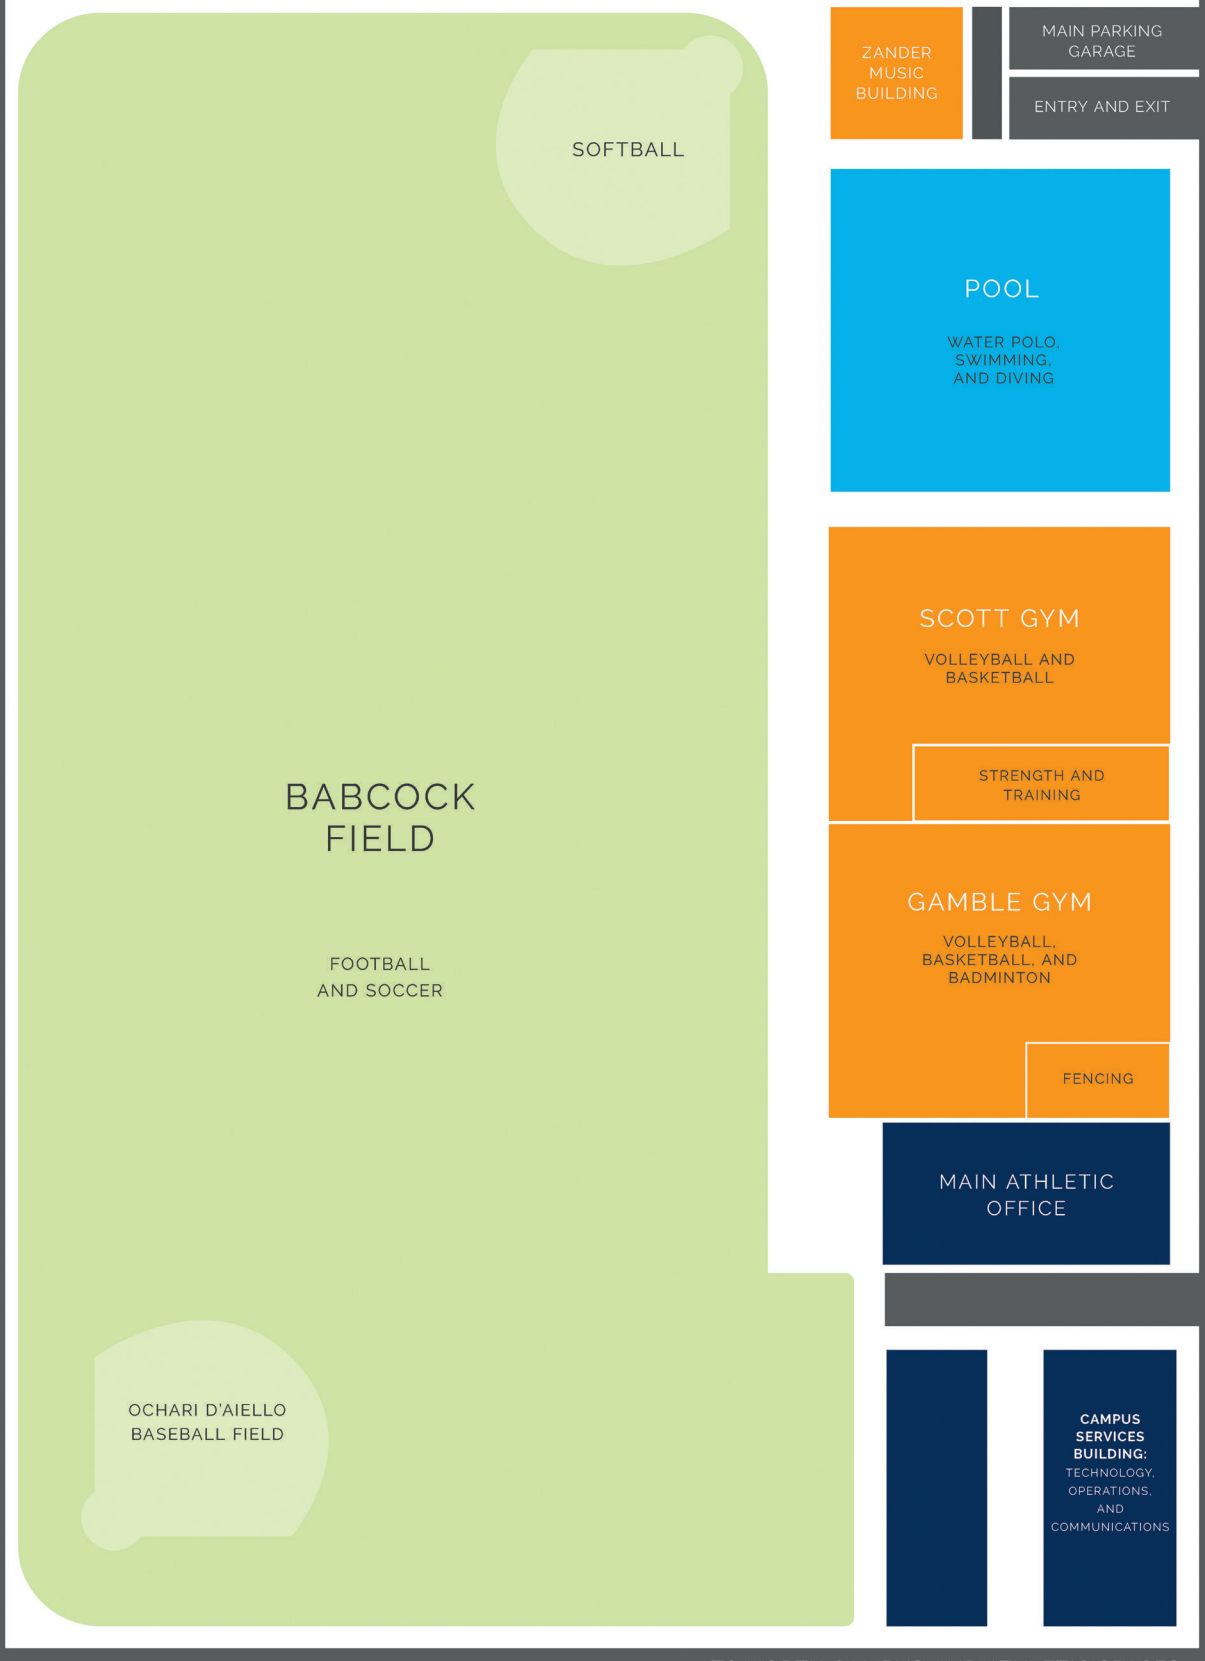 SOFTBALL
ZANDER
MUSIC
BUILDING
MAIN PARKING
GARAGE
ENTRY AND EXIT
POOL
WATER POLO,
SWIMMING,
AND DIVING
SCOTT GYM
VOLLEYBALL AND
BASKETBALL
STRENGTH AND
TRAINING
BABCOCK
FIELD
FOOTBALL
AND SOCCER
GAMBLE GYM
VOLLEYBALL,
BASKETBALL, AND
BADMINTON
FENCING
MAIN ATHLETIC
OFFICE
OCHARI D'AIELLO
BASEBALL FIELD
CAMPUS
SERVICES
BUILDING:
TECHNOLOGY,
OPERATIONS,
AND
COMMUNICATIONS